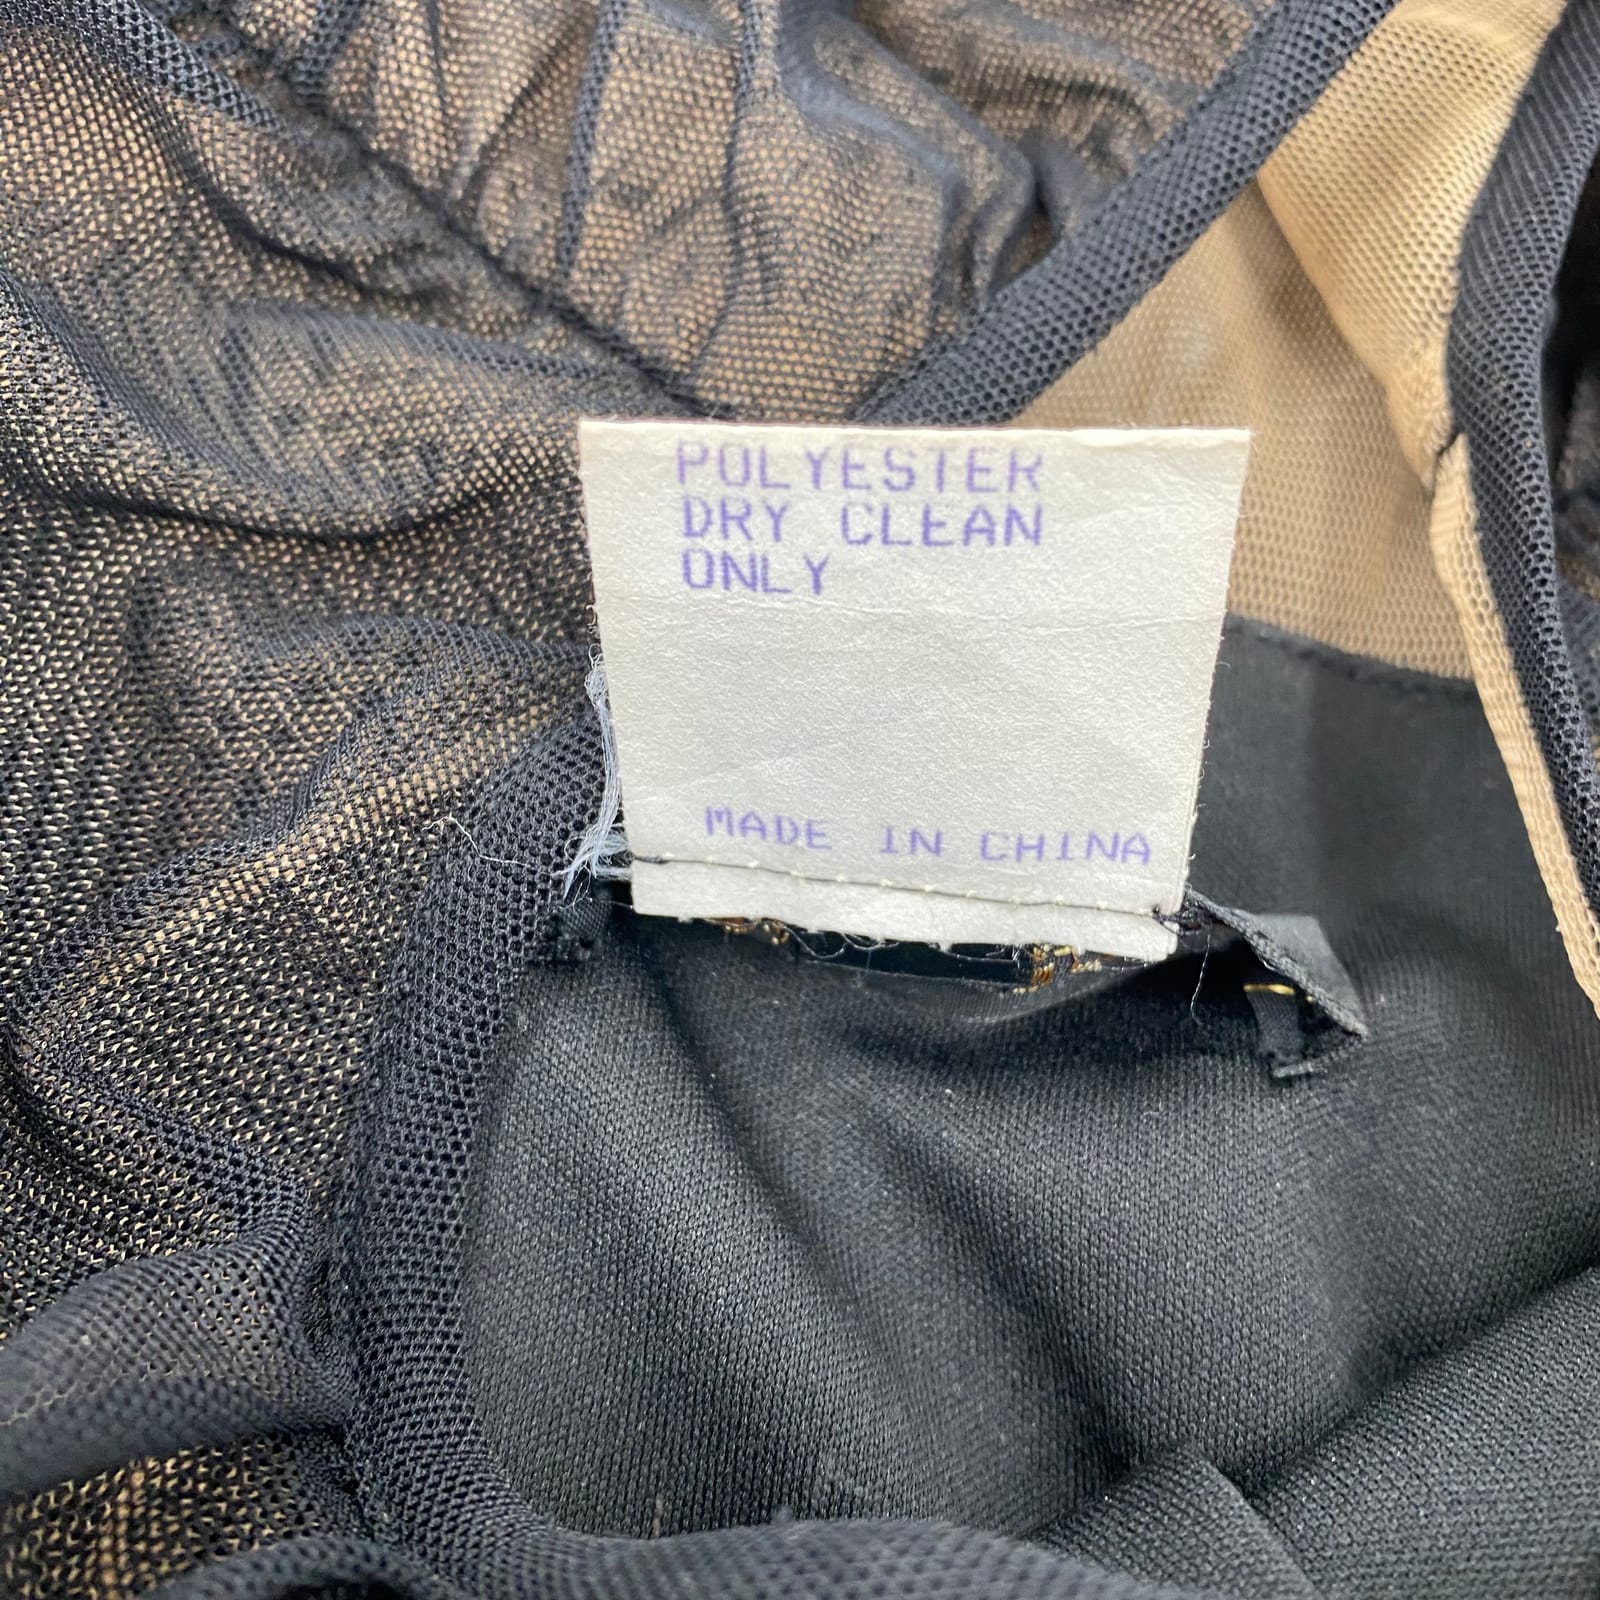 POLYESTER
DRY CLEAN
ONLY
MADE IN CHINA